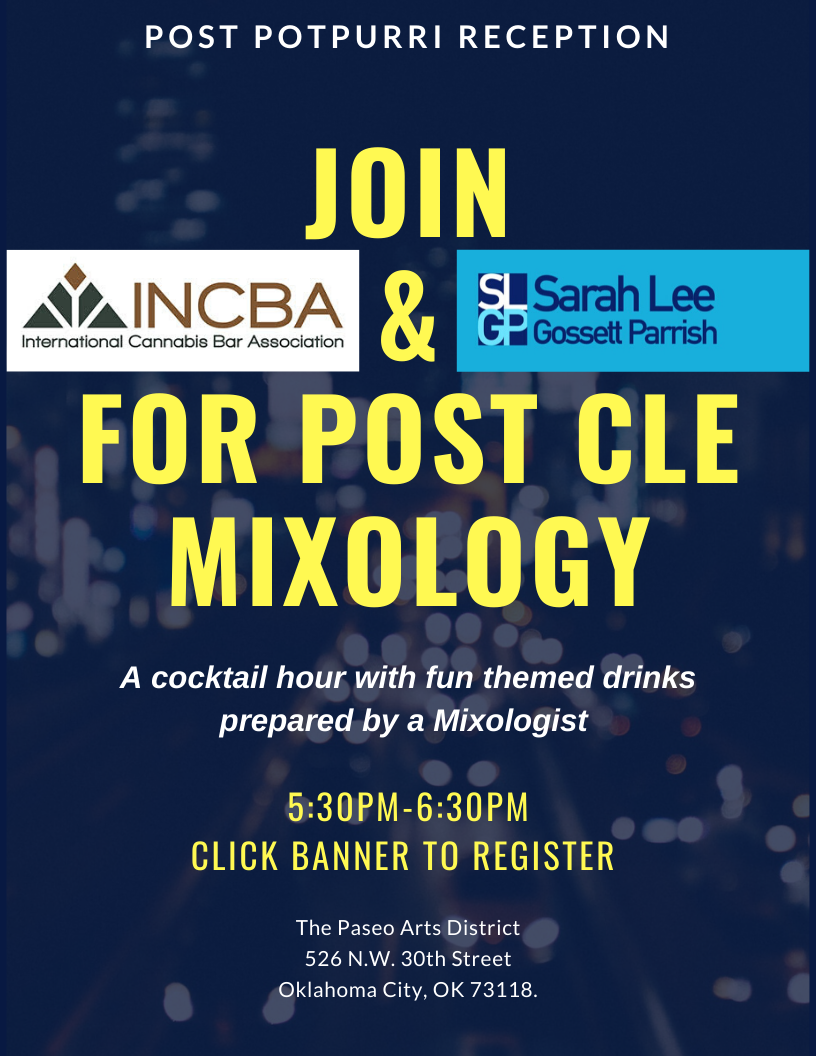 POST POTPURRI RECEPTION
JOIN
INCBA
International Cannabis Bar Association
&
SL
GP
Sarah Lee
Gossett Parrish
FOR POST CLE
MIXOLOGY
A cocktail hour with fun themed drinks
prepared by a Mixologist
5:30PM-6:30PM
CLICK BANNER TO REGISTER
The Paseo Arts District
526 N.W. 30th Street
Oklahoma City, OK 73118.